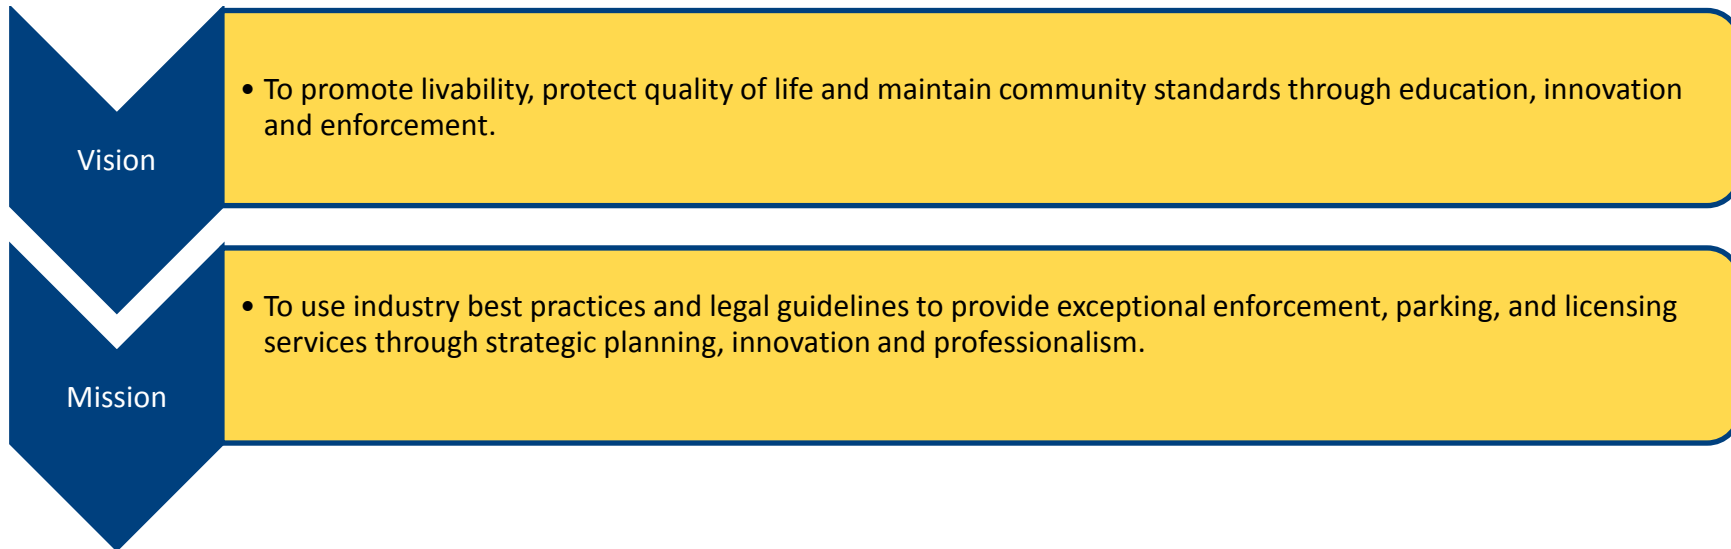 Vision
• To promote livability, protect quality of life and maintain community standards through education, innovation
and enforcement.
Mission
• To use industry best practices and legal guidelines to provide exceptional enforcement, parking, and licensing
services through strategic planning, innovation and professionalism.